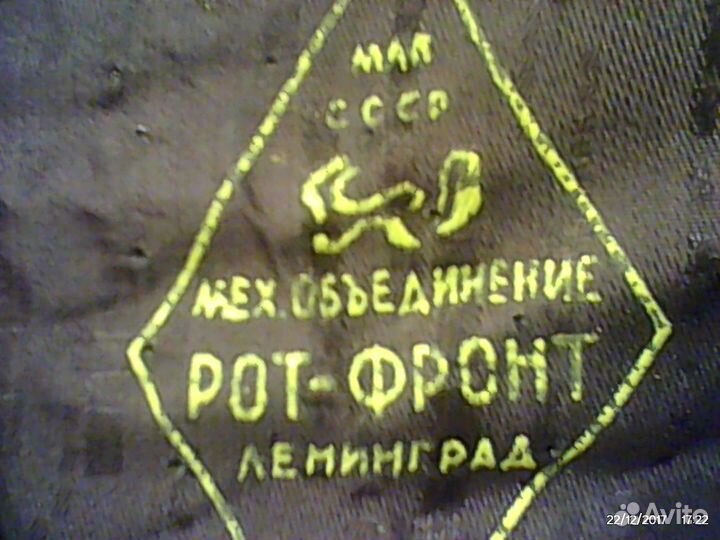 МЛП
СССР
МЕХ. ОБЪЕДИНЕНИЕ
РОТ-ФРОНТ
ЛЕНИНГРАД
Avito
22/12/2017 17:22